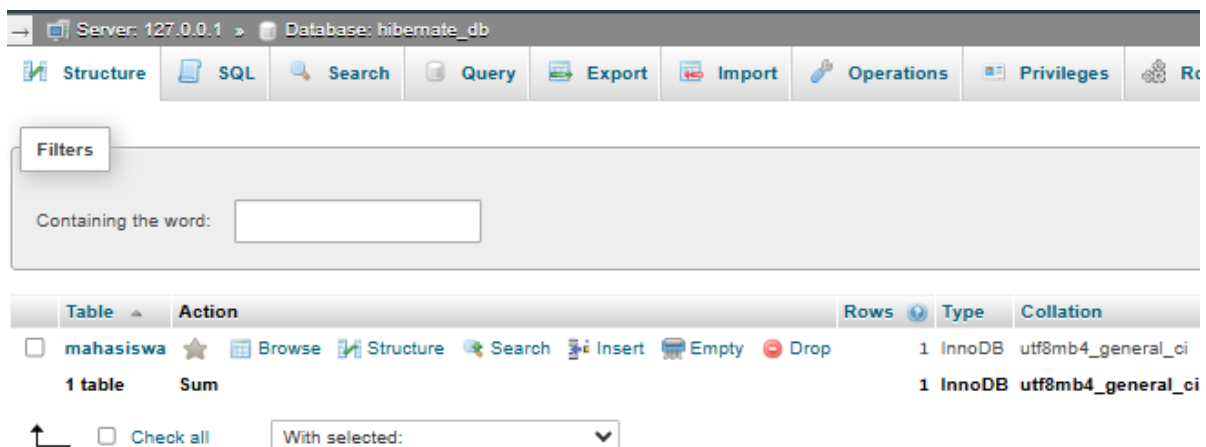 Server: 127.0.0.1 » Database: hibernate_db
Structure SQL Search Query Export Import Operations Privileges
Filters
Containing the word:
Table Action Rows Type Collation
mahasiswa Browse Structure Search Insert Empty Drop 1 InnoDB utf8mb4_general_ci
1 table Sum 1 InnoDB utf8mb4_general_ci
Check all With selected: